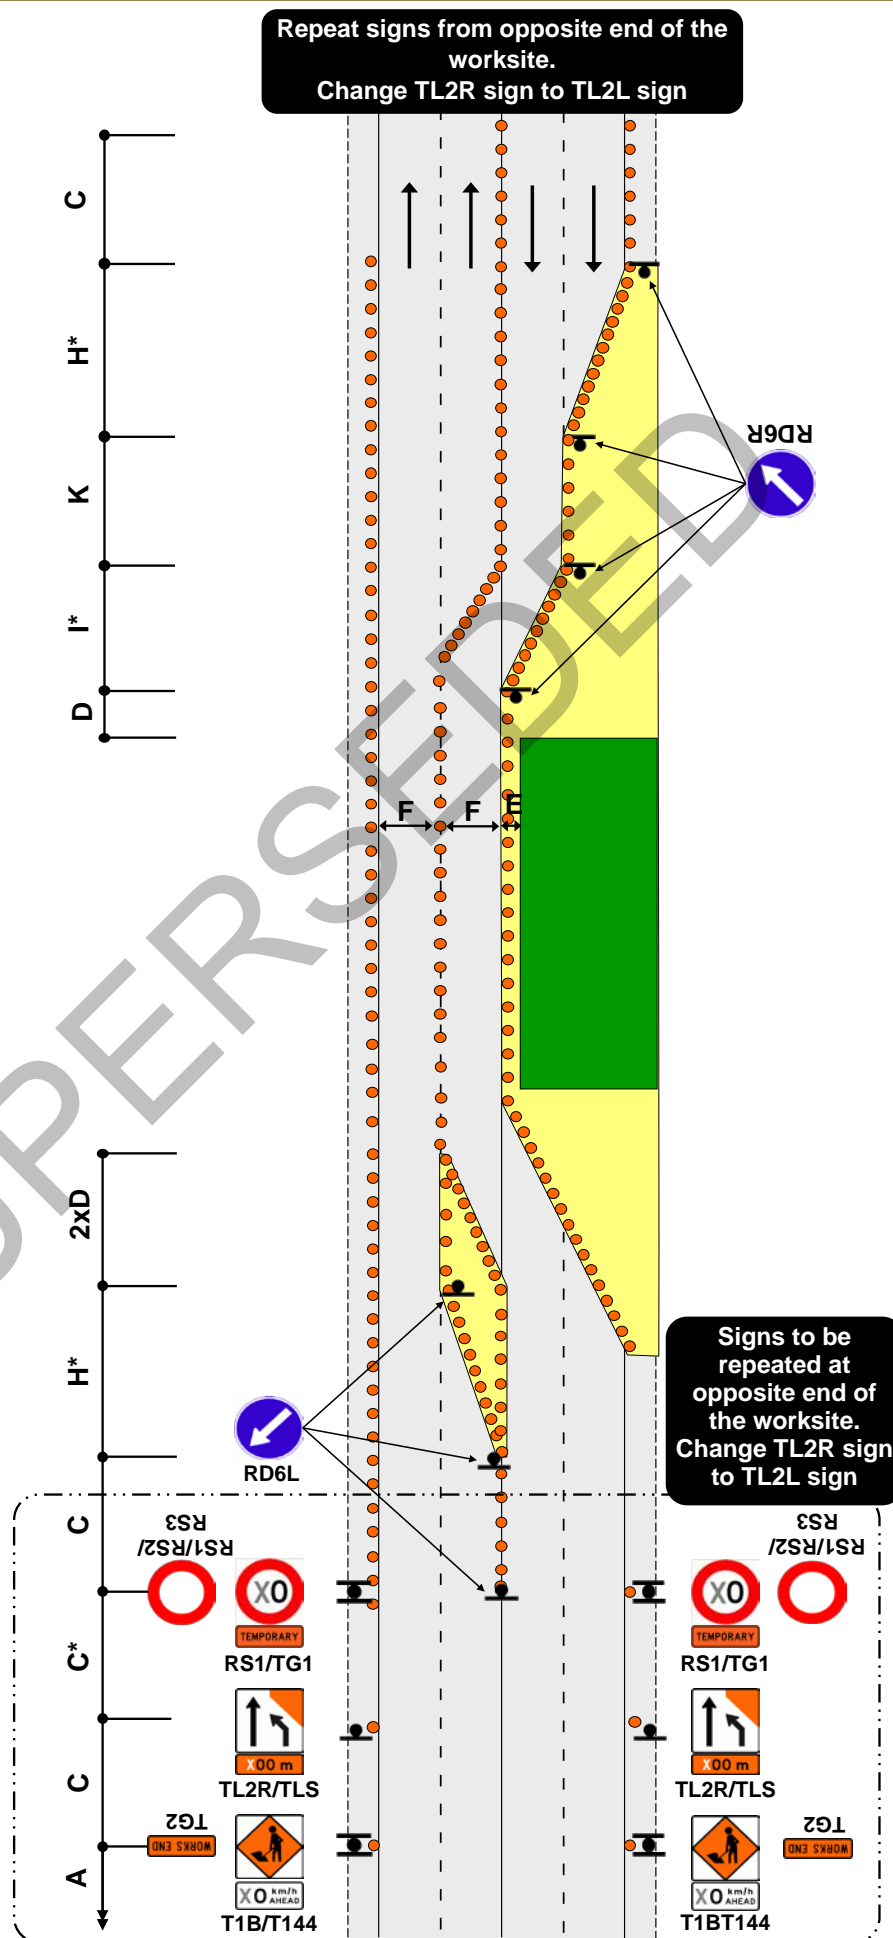 Repeat signs from opposite end of the
worksite.
Change TL2R sign to TL2L sign
C
H*
RD6R
K
I*
D
F
F
E
SUPERSEDED
2xD
H*
RD6L
Signs to be
repeated at
opposite end of
the worksite.
Change TL2R sign
to TL2L sign
C
RS1/RS2/
RS3
X0
TEMPORARY
RS1/TG1
X0
TEMPORARY
RS1/TG1
RS1/RS2/
RS3
C*
X00 m
TL2R/TLS
X00 m
TL2R/TLS
C
TG2
WORKS END
X0 km/h
AHEAD
T1B/T144
X0 km/h
AHEAD
T1BT144
TG2
WORKS END
A